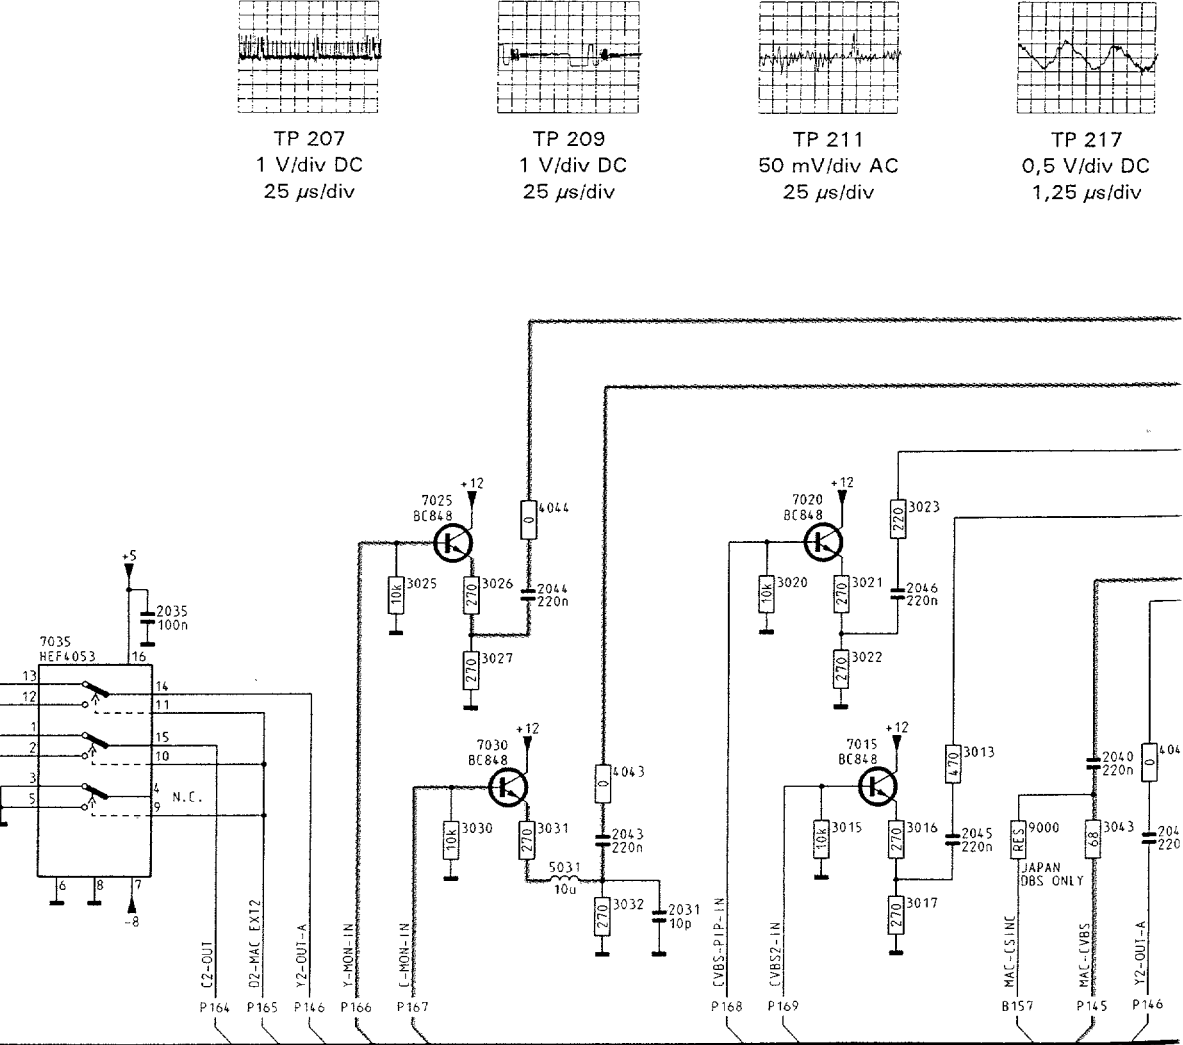 TP 207
1 V/div DC
25 μs/div
TP 209
1 V/div DC
25 μs/div
TP 211
50 mV/div AC
25 μs/div
TP 217
0,5 V/div DC
1,25 μs/div
+12
7025
BC848
4044
0
3025
10k
3026
270
2044
220n
3027
270
+12
7020
BC848
3023
220
3020
10k
3021
270
2046
220n
3022
270
+5
2035
100n
7035
HEF4053
16
13
12
14
11
1
2
15
10
3
5
4
9
N.C.
6
8
7
-8
+12
7030
BC848
4043
0
3030
10k
3031
270
2043
220n
5031
10u
3032
270
2031
10p
+12
7015
BC848
3013
470
3015
10k
3016
270
2045
220n
3017
270
2040
220n
404
0
RES
9000
3043
68
204
220
JAPAN
DBS ONLY
C2-OUT
D2-MAC EXT2
Y2-OUT-A
Y-MON-IN
C-MON-IN
CVBS-PIP-IN
CVBS2-IN
MAC-CSINC
MAC-CVBS
Y2-OUT-A
P164
P165
P146
P166
P167
P168
P169
B157
P145
P146